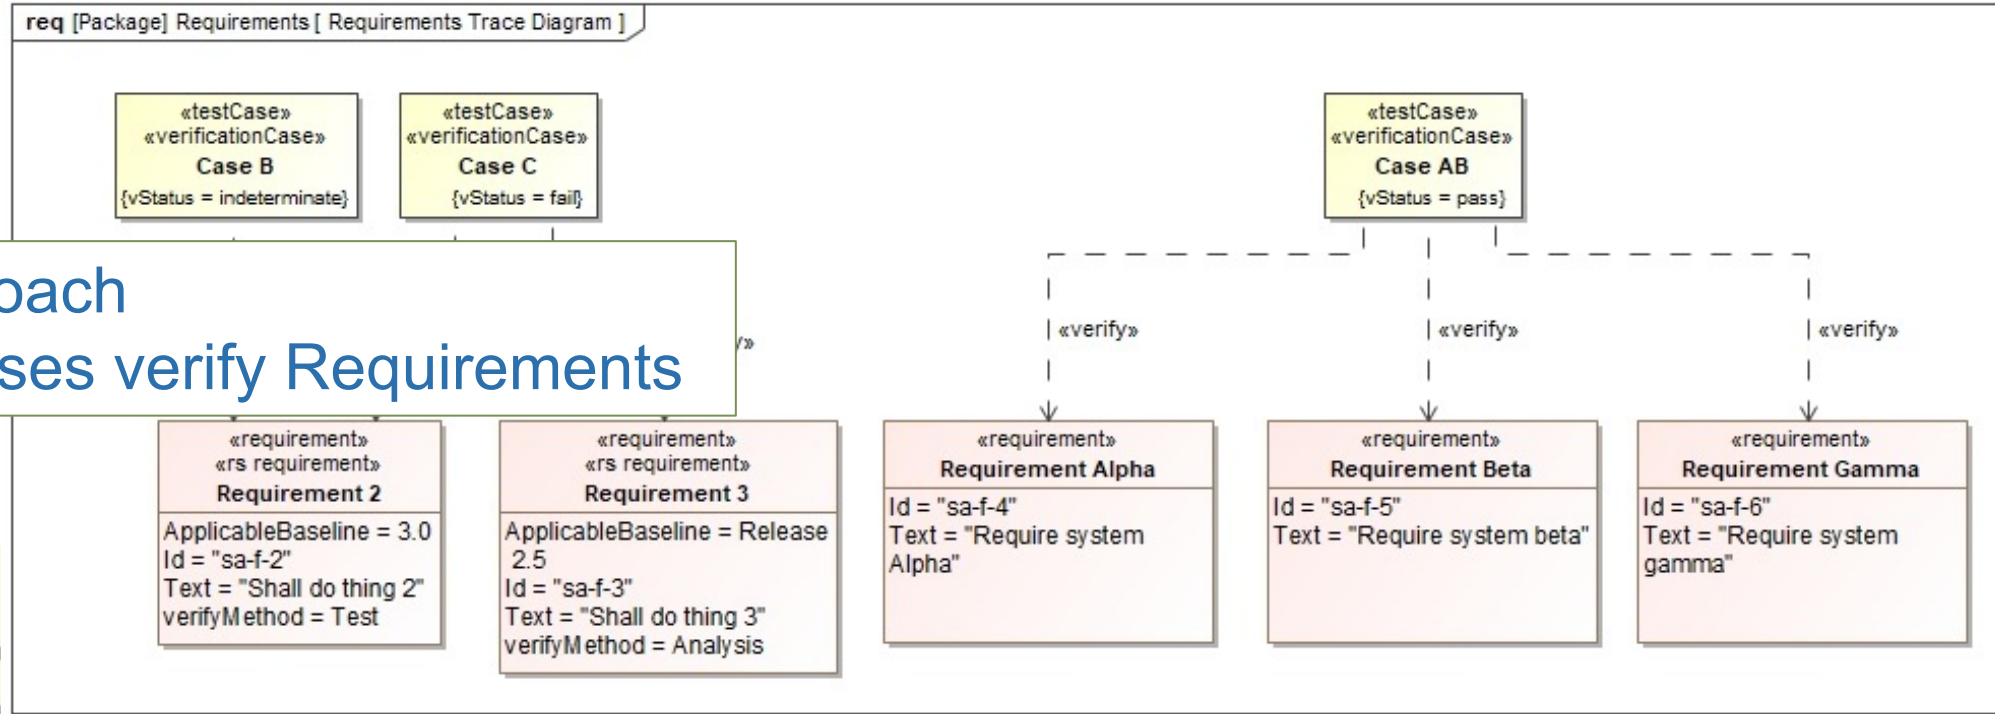 req [Package] Requirements [ Requirements Trace Diagram ]
«testCase»
«verificationCase»
Case B
{vStatus = indeterminate}
«testCase»
«verificationCase»
Case C
{vStatus = fail}
«testCase»
«verificationCase»
Case AB
{vStatus = pass}
oach
ses verify Requirements
«verify»
«verify»
«verify»
«requirement»
«rs requirement»
Requirement 2
ApplicableBaseline = 3.0
Id = "sa-f-2"
Text = "Shall do thing 2"
verifyMethod = Test
«requirement»
«rs requirement»
Requirement 3
ApplicableBaseline = Release
2.5
Id = "sa-f-3"
Text = "Shall do thing 3"
verifyMethod = Analysis
«requirement»
Requirement Alpha
Id = "sa-f-4"
Text = "Require system
Alpha"
«requirement»
Requirement Beta
Id = "sa-f-5"
Text = "Require system beta"
«requirement»
Requirement Gamma
Id = "sa-f-6"
Text = "Require system
gamma"